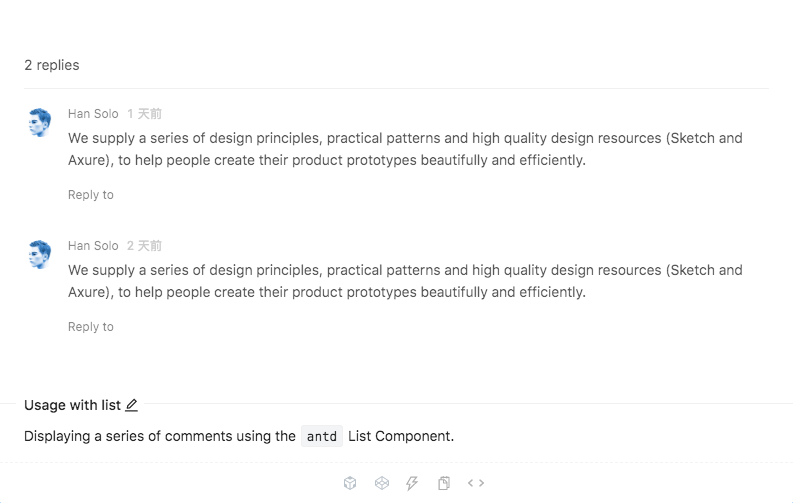 2 replies
Han Solo 1 天前
We supply a series of design principles, practical patterns and high quality design resources (Sketch and
Axure), to help people create their product prototypes beautifully and efficiently.
Reply to
Han Solo 2 天前
We supply a series of design principles, practical patterns and high quality design resources (Sketch and
Axure), to help people create their product prototypes beautifully and efficiently.
Reply to
Usage with list
Displaying a series of comments using the antd List Component.